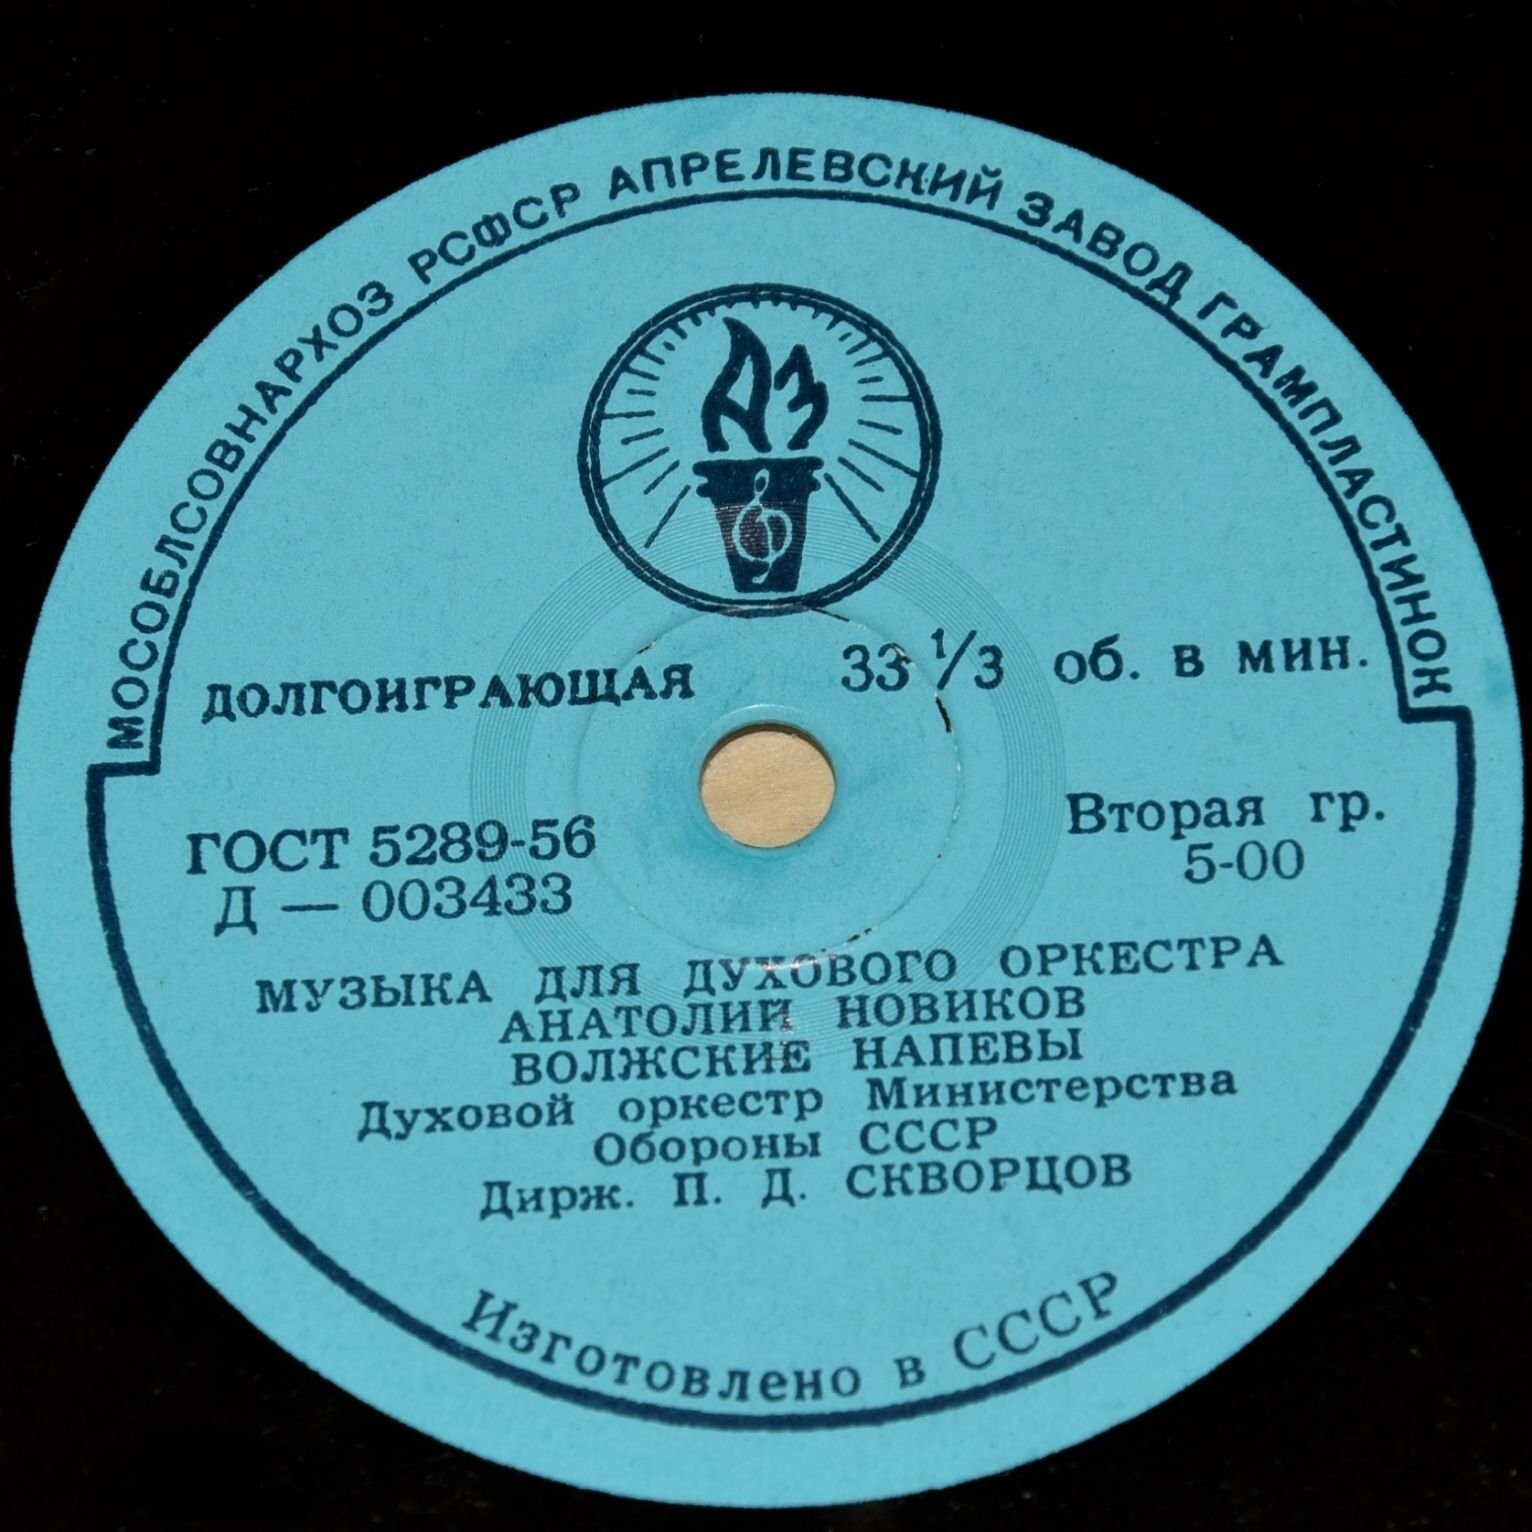 МОСОБЛСОВНАРХОЗ РСФСР АПРЕЛЕВСКИЙ ЗАВОД ГРАМПЛАСТИНОК
АЗ
ДОЛГОИГРАЮЩАЯ 33 1/3 об. в мин.
ГОСТ 5289-56 Вторая гр.
Д — 003433 5-00
МУЗЫКА ДЛЯ ДУХОВОГО ОРКЕСТРА
АНАТОЛИЙ НОВИКОВ
ВОЛЖСКИЕ НАПЕВЫ
Духовой оркестр Министерства
Обороны СССР
Дирж. П. Д. СКВОРЦОВ
Изготовлено в СССР